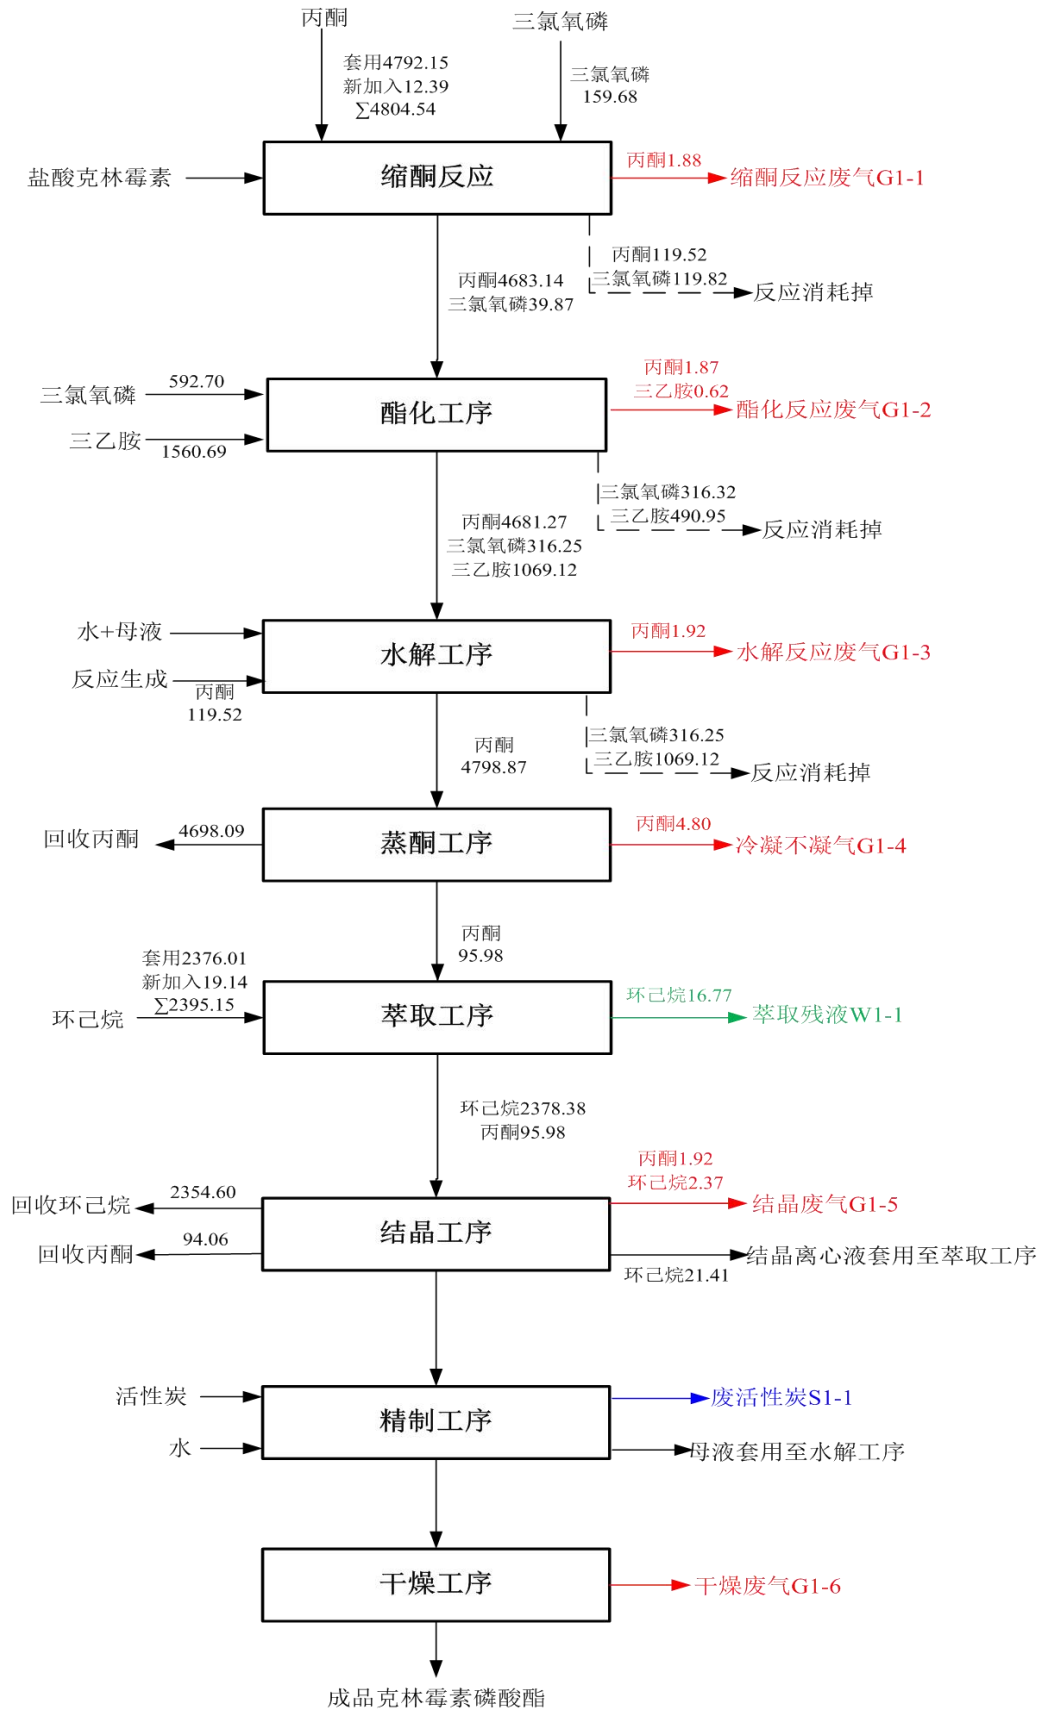 丙酮
三氯氧磷
套用4792.15
新加入12.39
∑4804.54
三氯氧磷
159.68
盐酸克林霉素
缩酮反应
丙酮1.88
缩酮反应废气G1-1
丙酮119.52
三氯氧磷119.82
反应消耗掉
丙酮4683.14
三氯氧磷39.87
三氯氧磷
592.70
三乙胺
1560.69
酯化工序
丙酮1.87
三乙胺0.62
酯化反应废气G1-2
三氯氧磷316.32
三乙胺490.95
反应消耗掉
丙酮4681.27
三氯氧磷316.25
三乙胺1069.12
水+母液
反应生成
丙酮
119.52
水解工序
丙酮1.92
水解反应废气G1-3
三氯氧磷316.25
三乙胺1069.12
反应消耗掉
丙酮
4798.87
回收丙酮
4698.09
蒸酮工序
丙酮4.80
冷凝不凝气G1-4
丙酮
95.98
套用2376.01
新加入19.14
∑2395.15
环己烷
萃取工序
环己烷16.77
萃取残液W1-1
环己烷2378.38
丙酮95.98
回收环己烷
2354.60
回收丙酮
94.06
结晶工序
丙酮1.92
环己烷2.37
结晶废气G1-5
结晶离心液套用至萃取工序
环己烷21.41
活性炭
水
精制工序
废活性炭S1-1
母液套用至水解工序
干燥工序
干燥废气G1-6
成品克林霉素磷酸酯